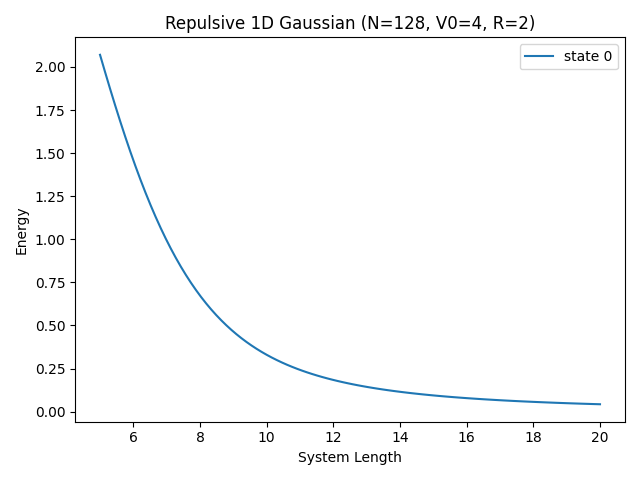 Repulsive 1D Gaussian (N=128, V0=4, R=2)
state 0
2.00
1.75
1.50
1.25
1.00
0.75
0.50
0.25
0.00
Energy
6 8 10 12 14 16 18 20
System Length